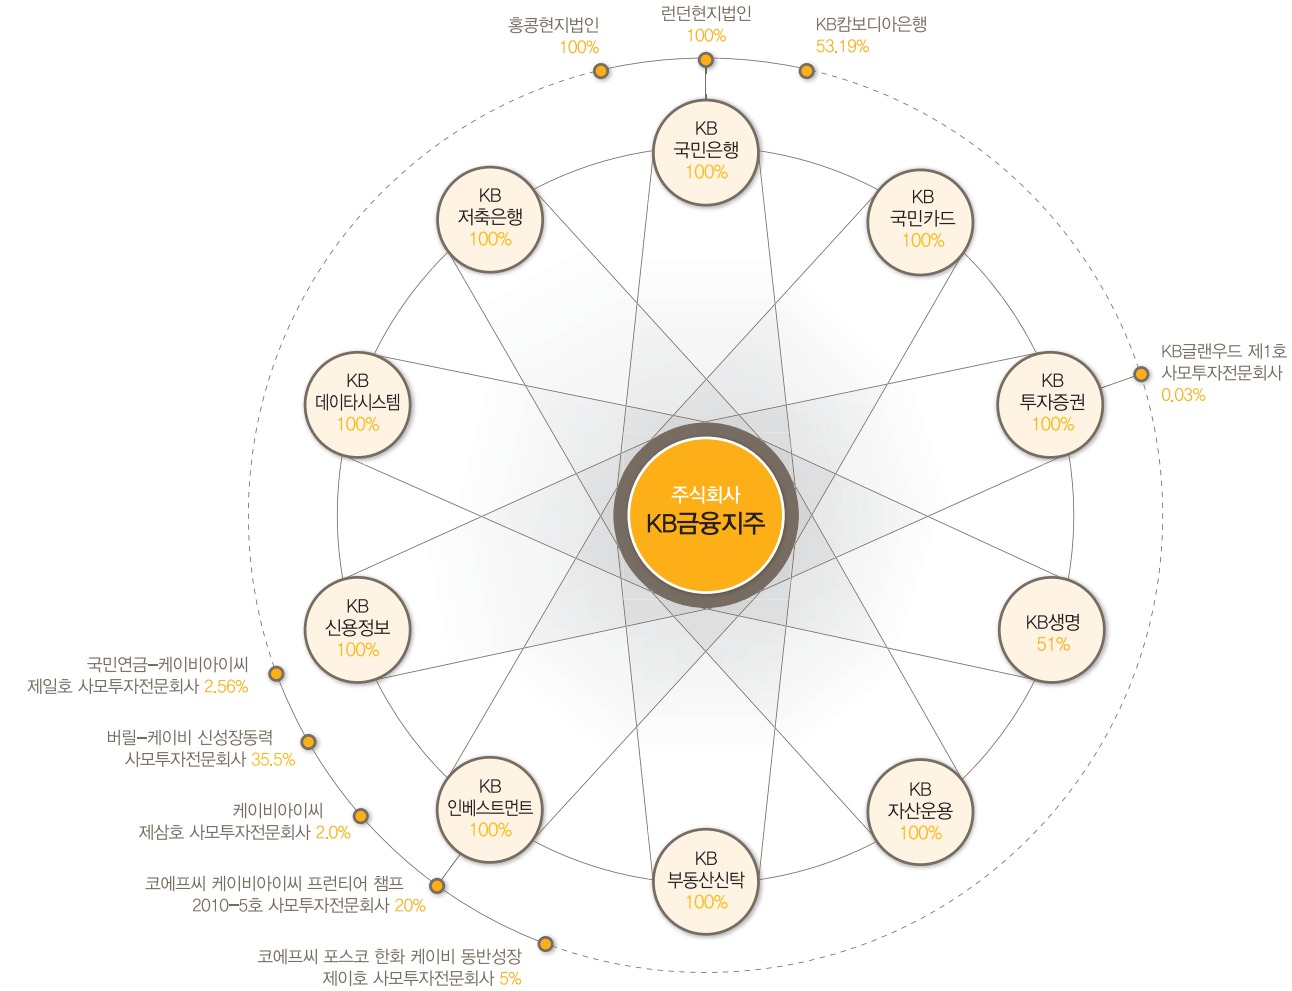 홍콩현지법인
100%
런던현지법인
100%
KB캄보디아은행
53.19%
KB
국민은행
100%
KB
저축은행
100%
KB
국민카드
100%
KB
데이타시스템
100%
KB
투자증권
100%
KB글랜우드 제1호
사모투자전문회사
0.03%
주식회사
KB금융지주
KB
신용정보
100%
KB생명
51%
국민연금-케이비아이씨
제일호 사모투자전문회사 2.56%
버릴-케이비 신성장동력
사모투자전문회사 35.5%
케이비아이씨
제삼호 사모투자전문회사 2.0%
코에프씨 케이비아이씨 프런티어 챔프
2010-5호 사모투자전문회사 20%
코에프씨 포스코 한화 케이비 동반성장
제이호 사모투자전문회사 5%
KB
인베스트먼트
100%
KB
부동산신탁
100%
KB
자산운용
100%